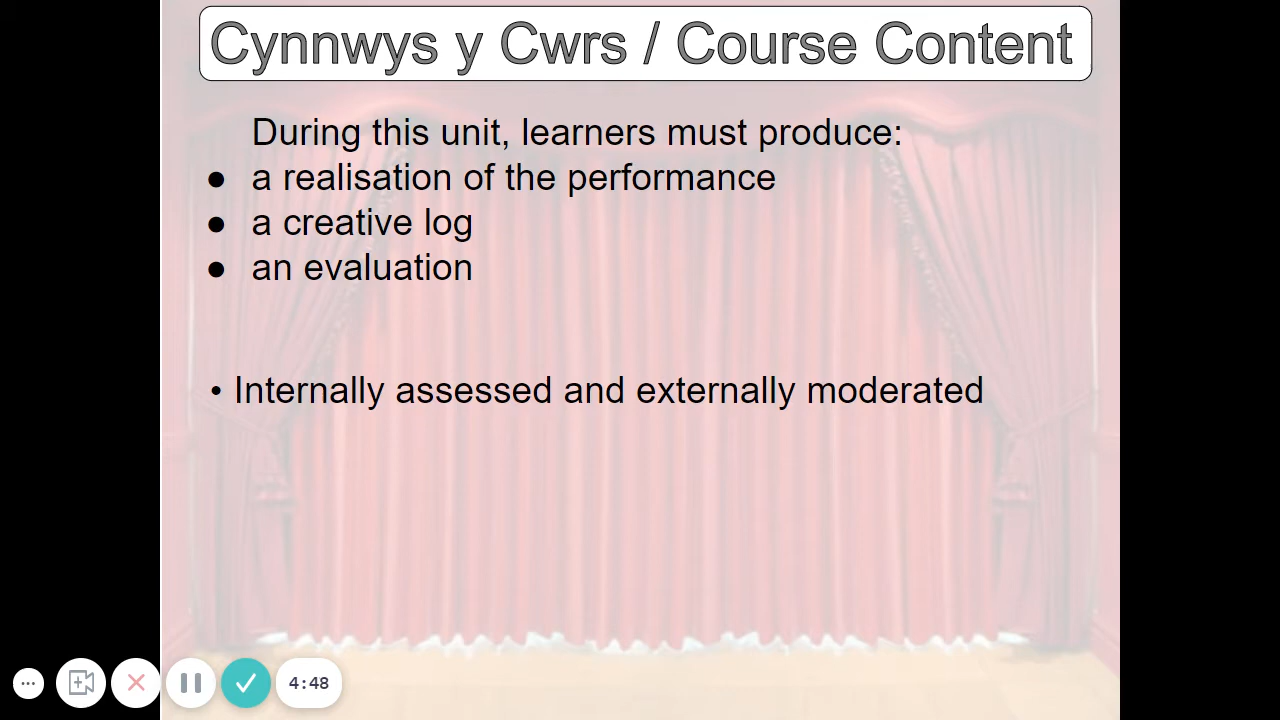 Cynnwys y Cwrs / Course Content
During this unit, learners must produce:
● a realisation of the performance
● a creative log
● an evaluation
• Internally assessed and externally moderated
4:48